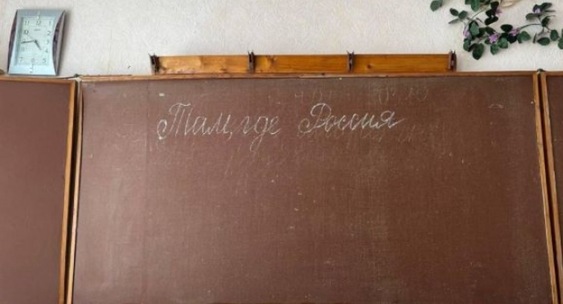 Там, где Россия